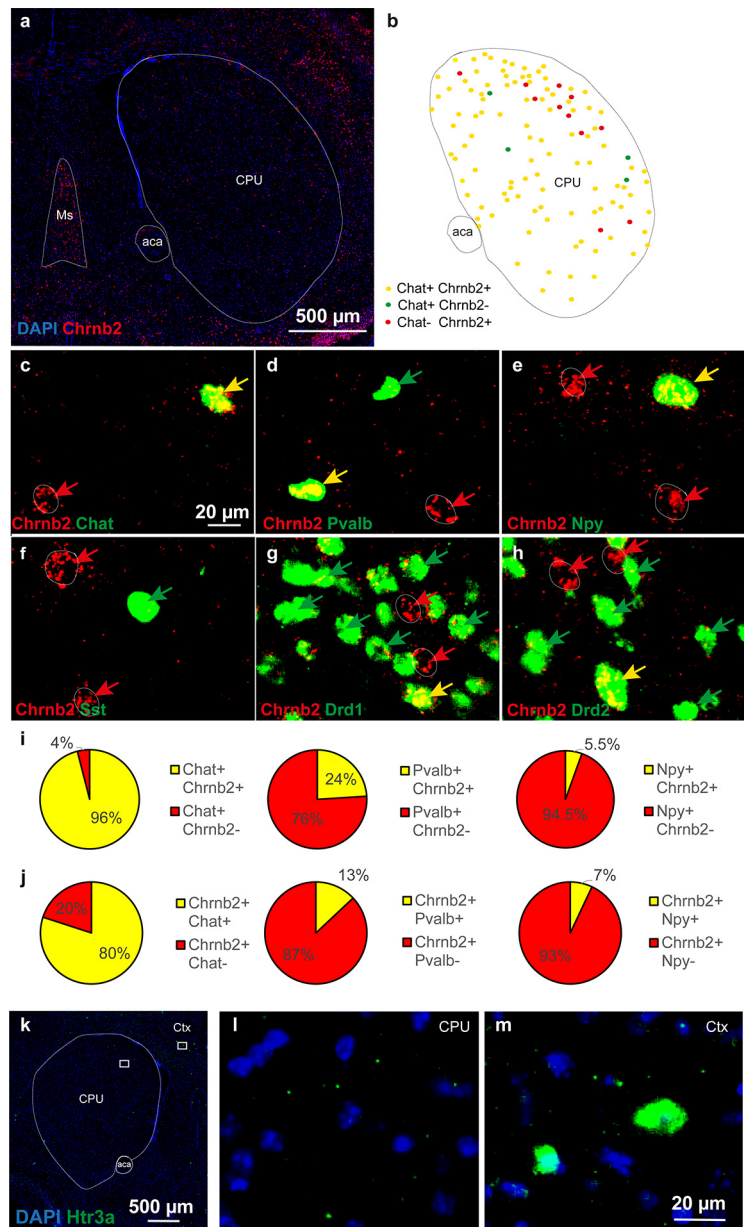 a
b
CPU
Ms
aca
DAPI Chrnb2
500 µm
CPU
aca
Chat+ Chrnb2+
Chat+ Chrnb2-
Chat- Chrnb2+
c
d
e
20 µm
Chrnb2 Chat
Chrnb2 Pvalb
Chrnb2 Npy
f
g
h
Chrnb2 Sst
Chrnb2 Drd1
Chrnb2 Drd2
i
4%
96%
Chat+
Chrnb2+
Chat+
Chrnb2-
24%
76%
Pvalb+
Chrnb2+
Pvalb+
Chrnb2-
5.5%
94.5%
Npy+
Chrnb2+
Npy+
Chrnb2-
j
20%
80%
Chrnb2+
Chat+
Chrnb2+
Chat-
13%
87%
Chrnb2+
Pvalb+
Chrnb2+
Pvalb-
7%
93%
Chrnb2+
Npy+
Chrnb2+
Npy-
k
Ctx
CPU
aca
DAPI Htr3a
500 µm
l
CPU
m
Ctx
20 µm